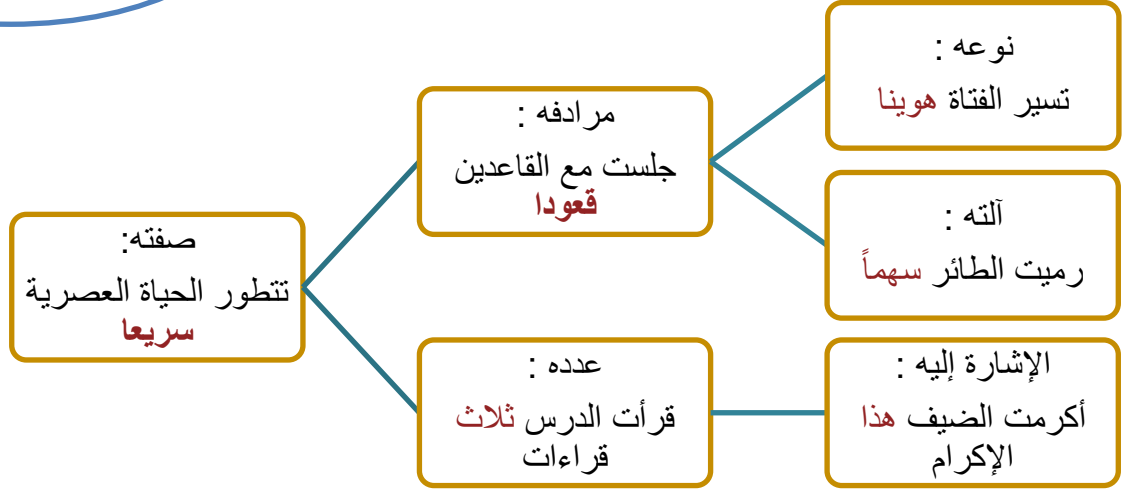 نوعه :
تسير الفتاة هوينا
آلته :
رميت الطائر سهماً
الإشارة إليه :
أكرمت الضيف هذا
الإكرام
مرادفه :
جلست مع القاعدين
قعودا
عدده :
قرأت الدرس ثلاث
قراءات
صفته:
تتطور الحياة العصرية
سريعا